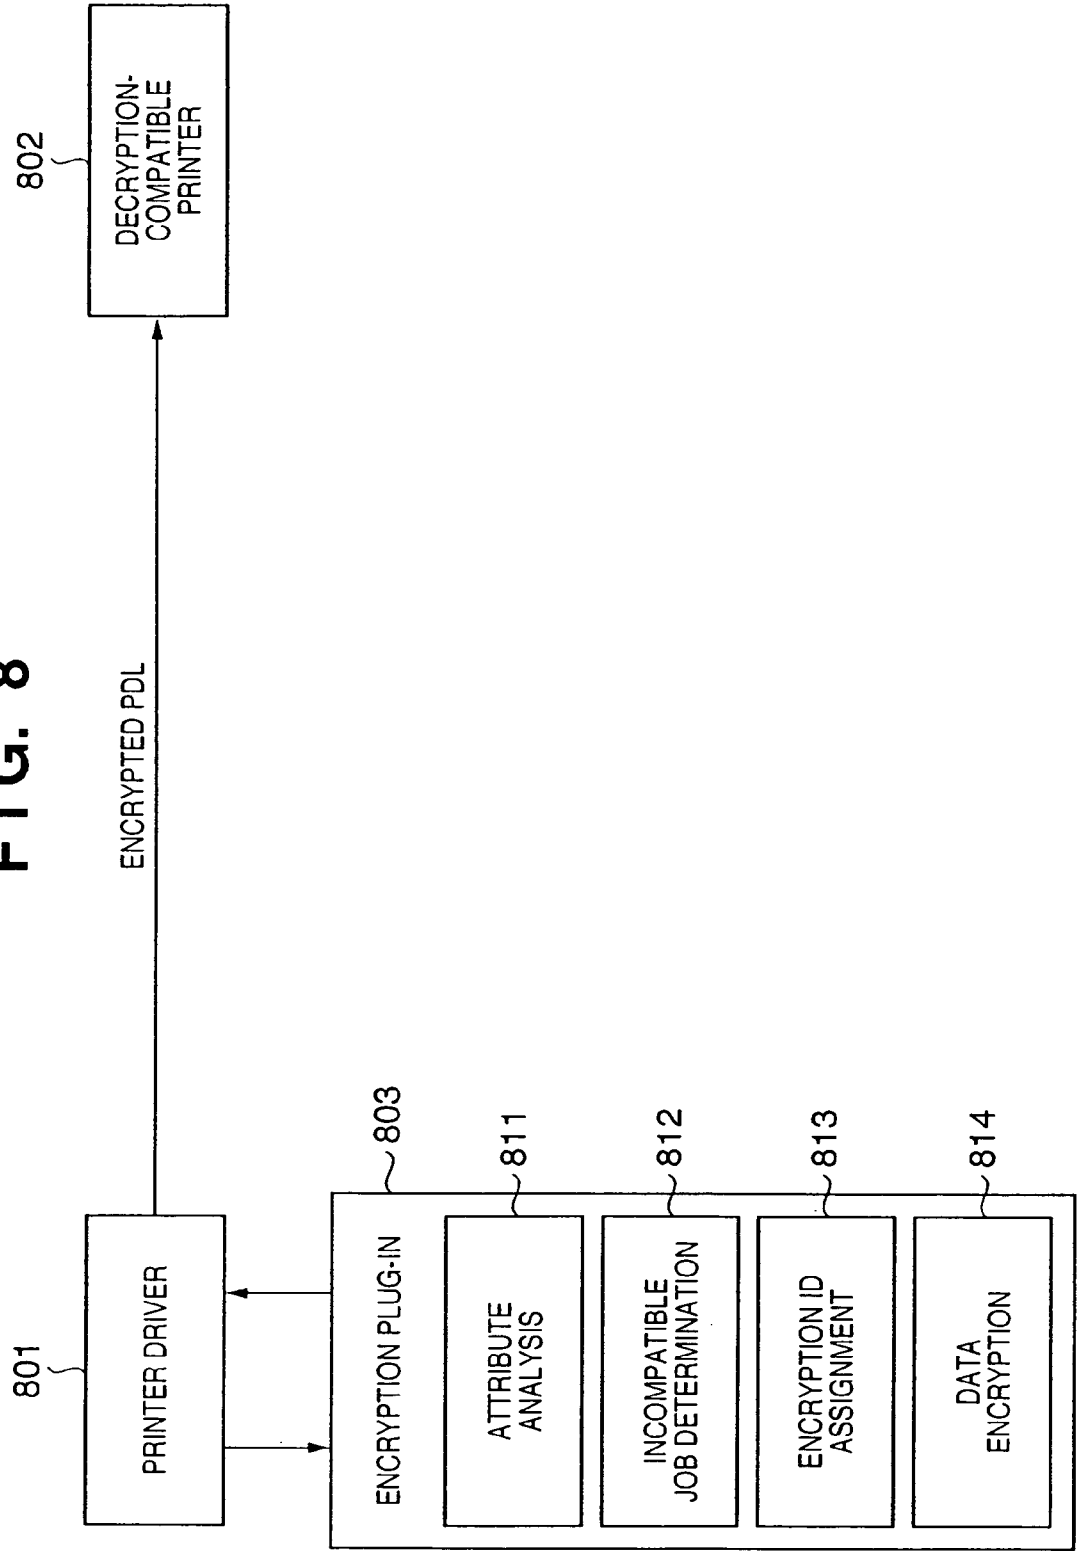 FIG. 8
801
PRINTER DRIVER
ENCRYPTED PDL
802
DECRYPTION-
COMPATIBLE
PRINTER
803
ENCRYPTION PLUG-IN
811
ATTRIBUTE
ANALYSIS
812
INCOMPATIBLE
JOB DETERMINATION
813
ENCRYPTION ID
ASSIGNMENT
814
DATA
ENCRYPTION